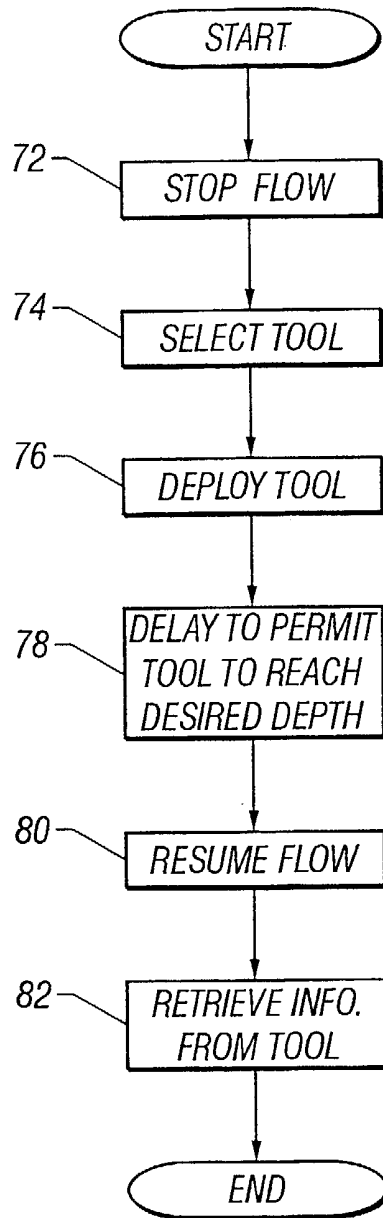 START
72
STOP FLOW
74
SELECT TOOL
76
DEPLOY TOOL
78
DELAY TO PERMIT
TOOL TO REACH
DESIRED DEPTH
80
RESUME FLOW
82
RETRIEVE INFO.
FROM TOOL
END